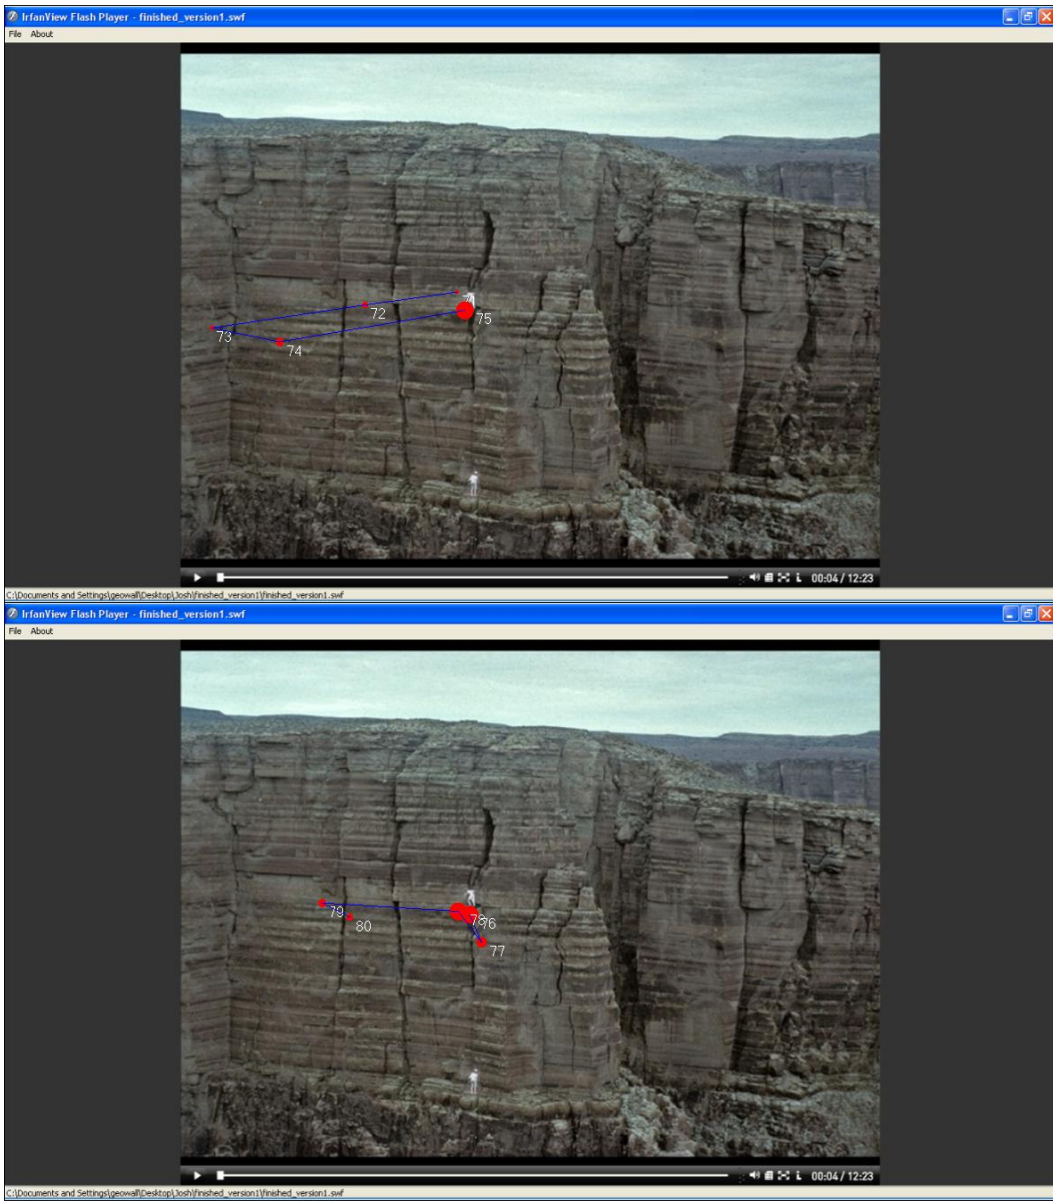 IrfanView Flash Player - finished_version1.swf
File About
72
75
73
74
00:04 / 12:23
C:\Documents and Settings\geowall\Desktop\Josh\finished_version1\finished_version1.swf
IrfanView Flash Player - finished_version1.swf
File About
79
78 76
80
77
00:04 / 12:23
C:\Documents and Settings\geowall\Desktop\Josh\finished_version1\finished_version1.swf